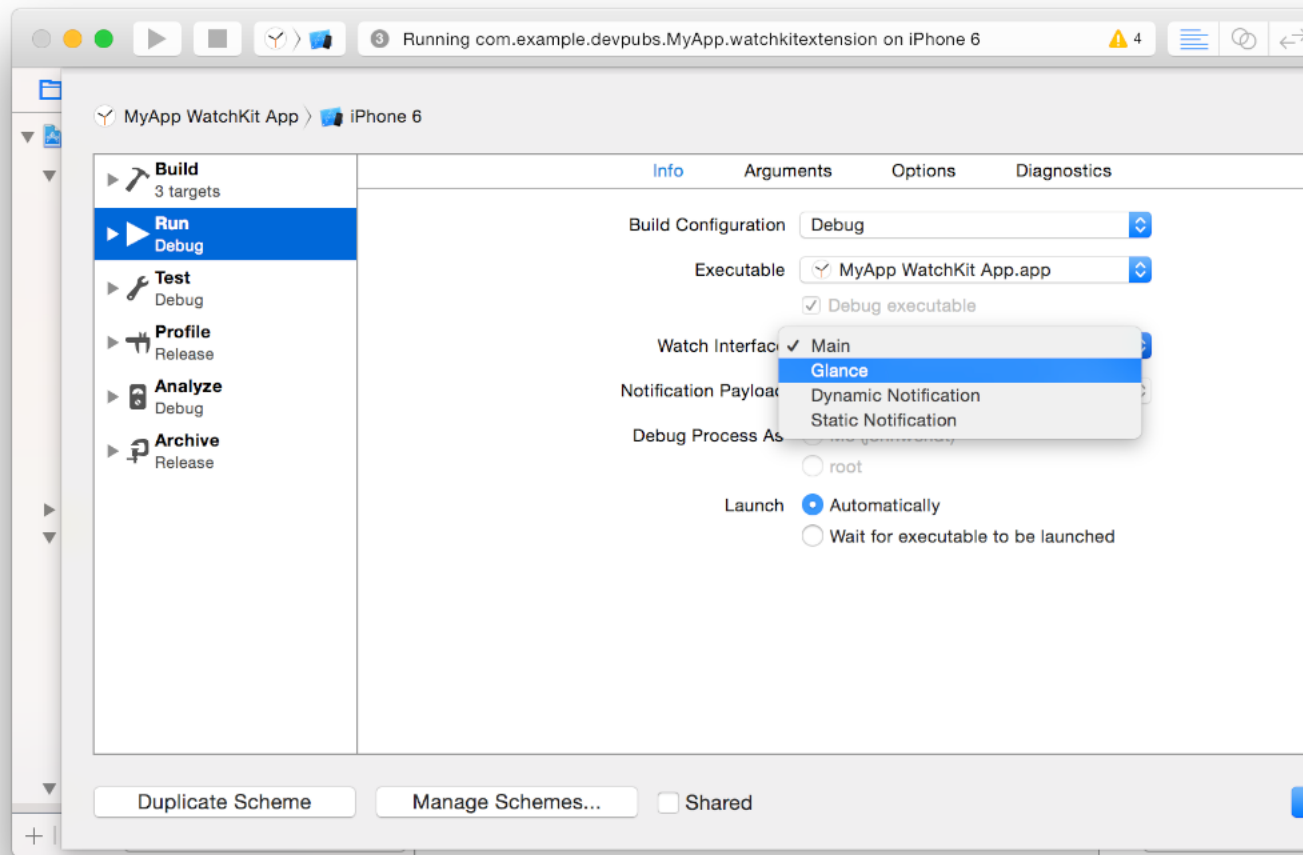 3 Running com.example.devpubs.MyApp.watchkitextension on iPhone 6 4
MyApp WatchKit App iPhone 6
Build
3 targets
Run
Debug
Test
Debug
Profile
Release
Analyze
Debug
Archive
Release
Info Arguments Options Diagnostics
Build Configuration Debug
Executable MyApp WatchKit App.app
Debug executable
Watch Interface Main
Glance
Notification Payload Dynamic Notification
Static Notification
Debug Process As
root
Launch Automatically
Wait for executable to be launched
Duplicate Scheme Manage Schemes... Shared